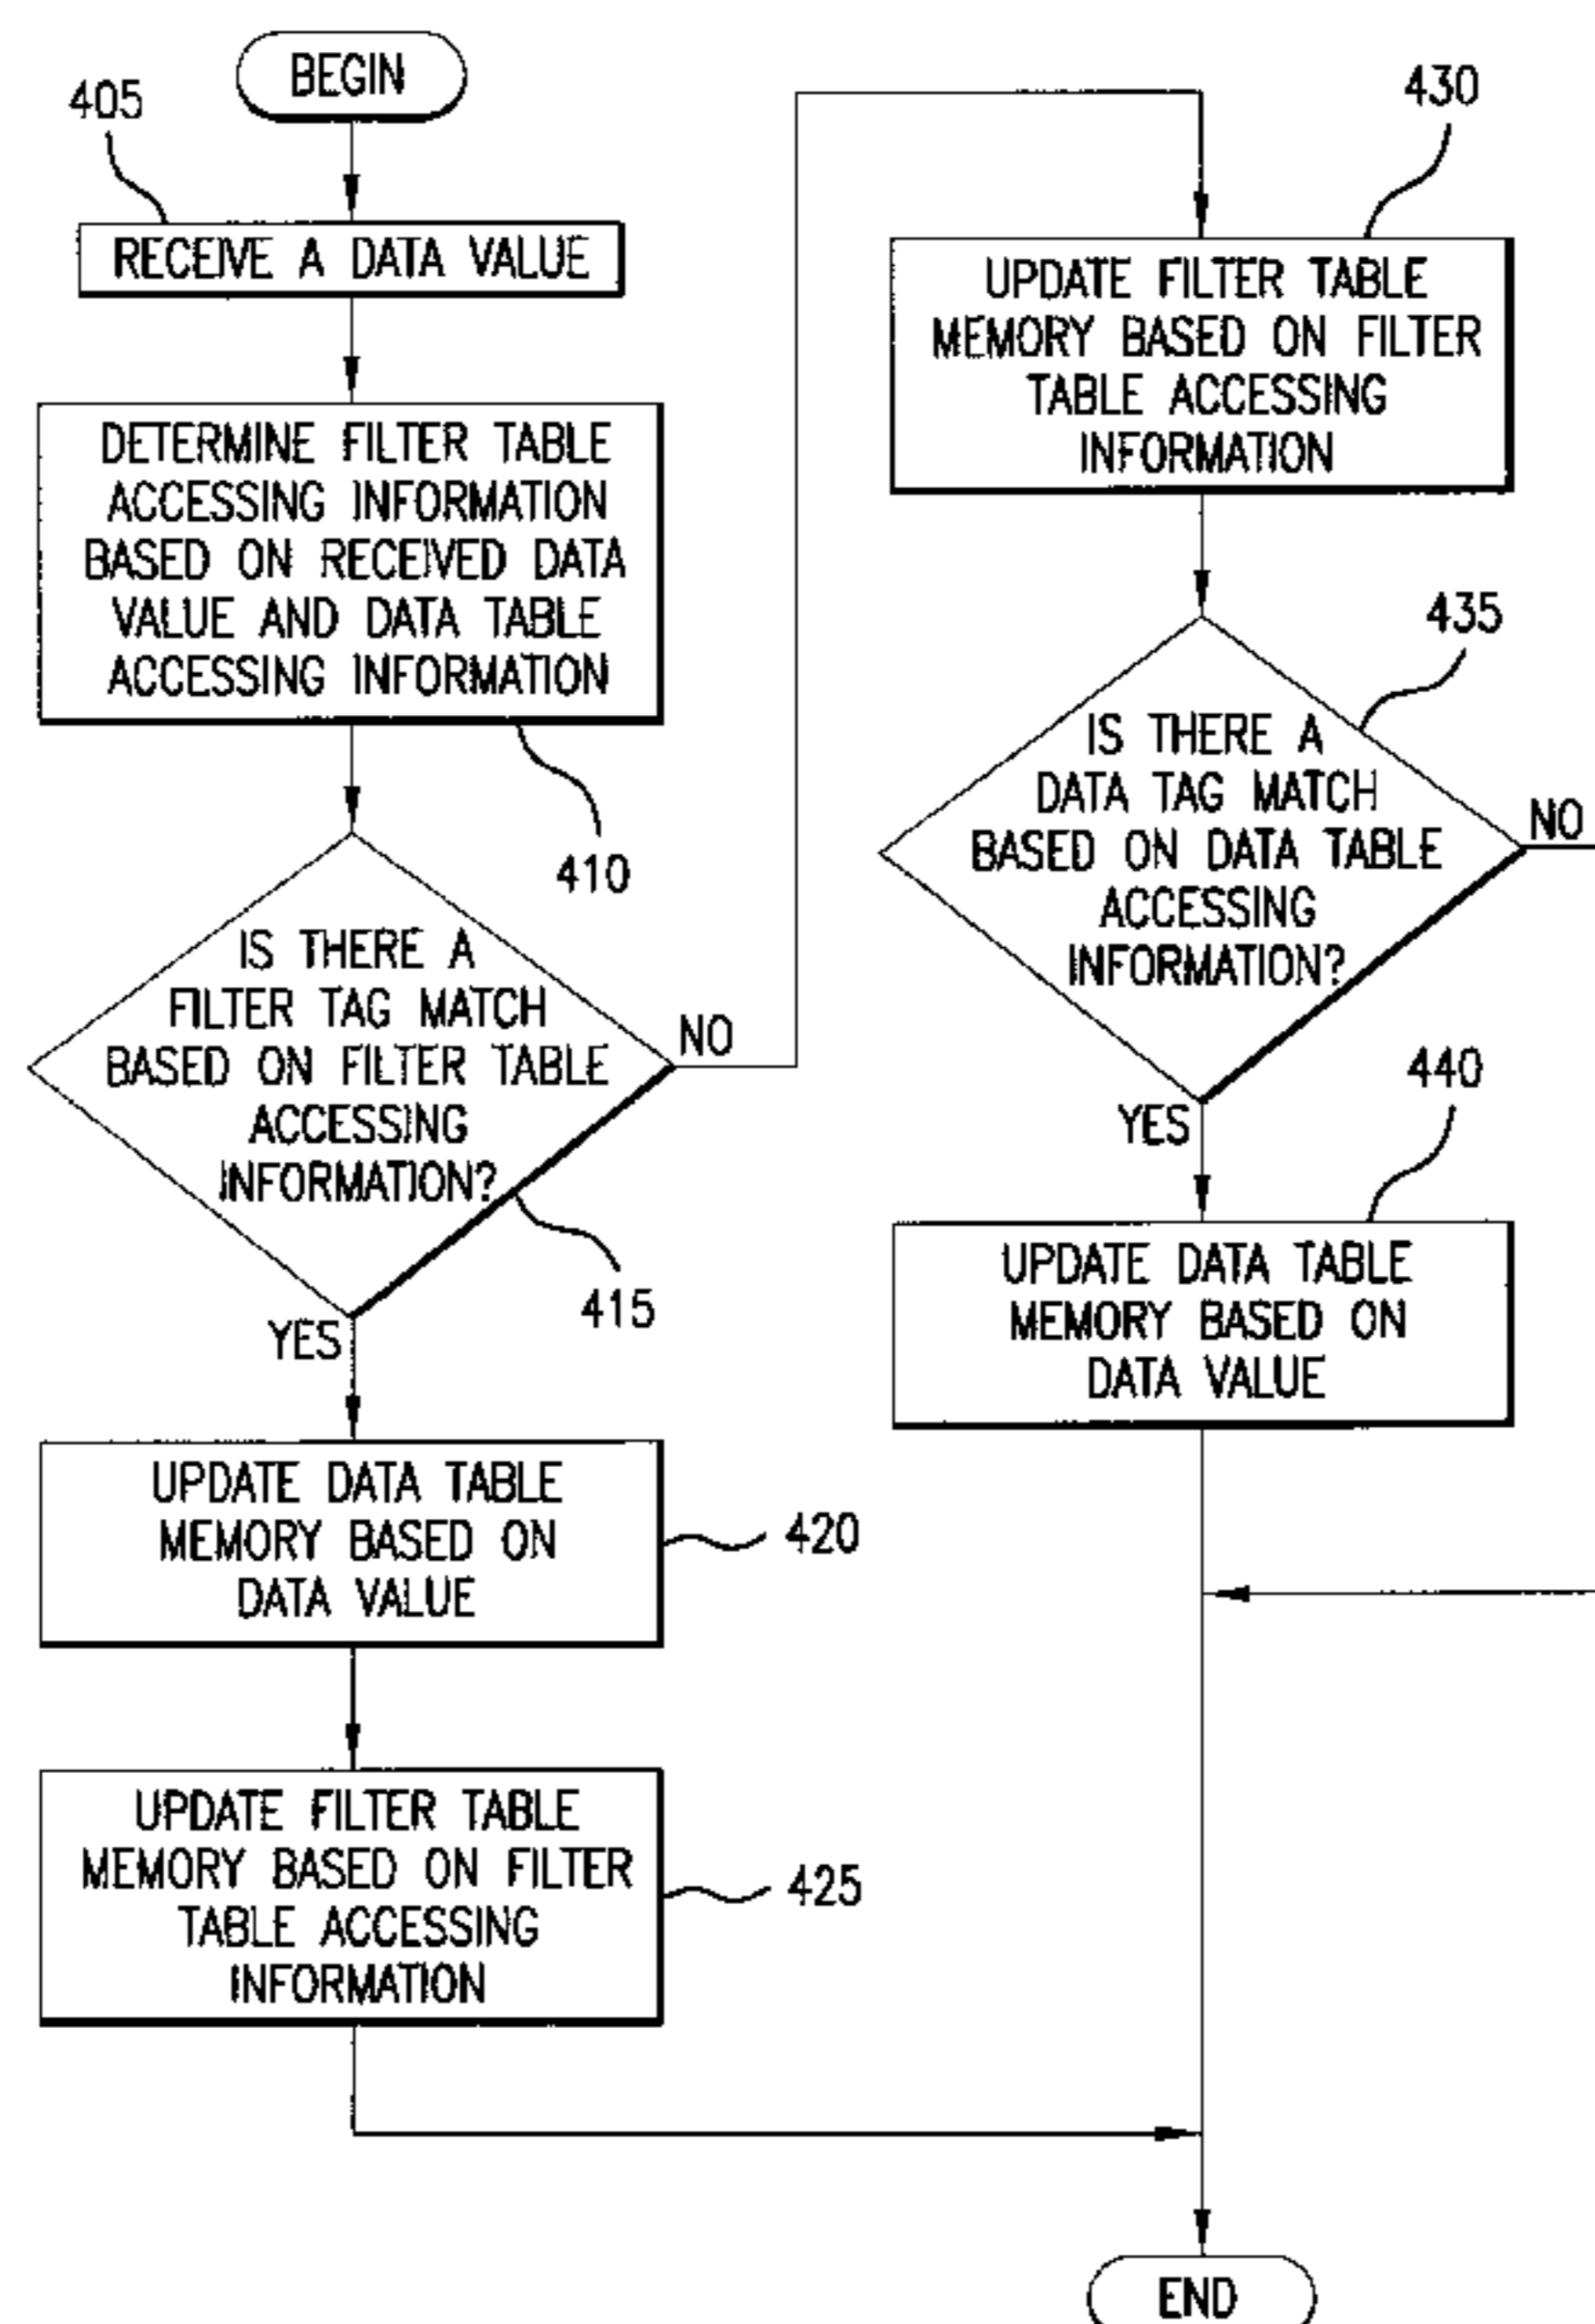 BEGIN
405
RECEIVE A DATA VALUE
DETERMINE FILTER TABLE
ACCESSING INFORMATION
BASED ON RECEIVED DATA
VALUE AND DATA TABLE
ACCESSING INFORMATION
410
IS THERE A
FILTER TAG MATCH
BASED ON FILTER TABLE
ACCESSING
INFORMATION?
NO
415
YES
UPDATE DATA TABLE
MEMORY BASED ON
DATA VALUE
420
UPDATE FILTER TABLE
MEMORY BASED ON FILTER
TABLE ACCESSING
INFORMATION
425
430
UPDATE FILTER TABLE
MEMORY BASED ON FILTER
TABLE ACCESSING
INFORMATION
435
IS THERE A
DATA TAG MATCH
BASED ON DATA TABLE
ACCESSING
INFORMATION?
NO
YES
440
UPDATE DATA TABLE
MEMORY BASED ON
DATA VALUE
END